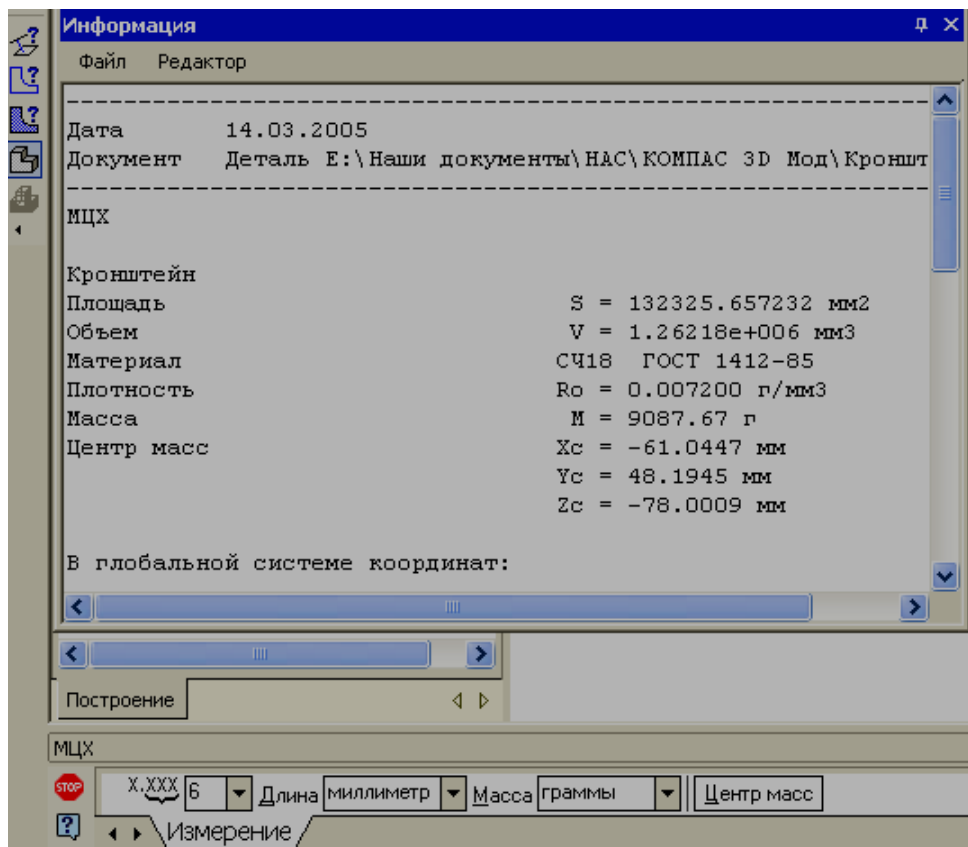 Информация
Файл Редактор
Дата 14.03.2005
Документ Деталь E:\Наши документы\НАС\КОМПАС 3D Мод\Кроншт
МЦХ
Кронштейн
Площадь S = 132325.657232 мм2
Объем V = 1.26218e+006 мм3
Материал СЧ18 ГОСТ 1412-85
Плотность Ro = 0.007200 г/мм3
Масса M = 9087.67 г
Центр масс Xc = -61.0447 мм
Yc = 48.1945 мм
Zc = -78.0009 мм
В глобальной системе координат:
Построение
МЦХ
STOP X.XXX 6 Длина миллиметр Масса граммы Центр масс
Измерение